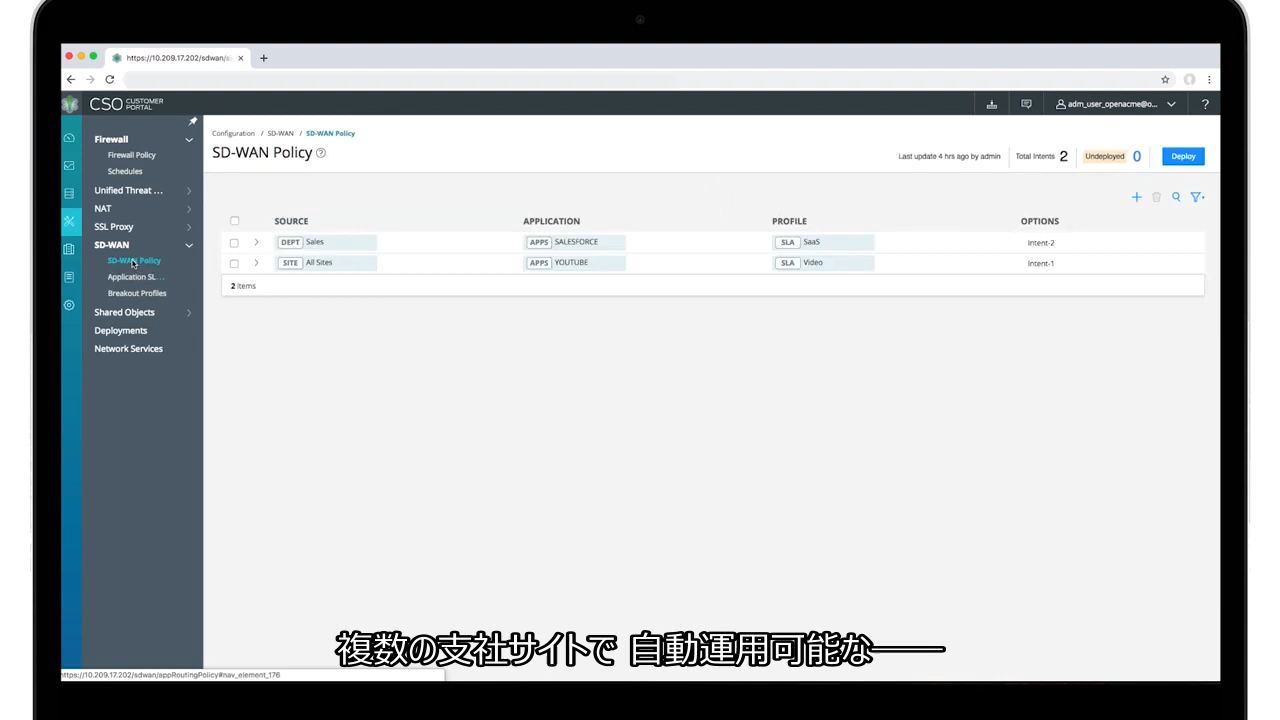 https://10.209.17.202/sdwan/s
CSO CUSTOMER PORTAL
adm_user_openacme@o...
?
Firewall
Firewall Policy
Schedules
Unified Threat ...
NAT
SSL Proxy
SD-WAN
SD-WAN Policy
Application SL...
Breakout Profiles
Shared Objects
Deployments
Network Services
Configuration / SD-WAN / SD-WAN Policy
SD-WAN Policy ?
Last update 4 hrs ago by admin
Total Intents 2
Undeployed 0
Deploy
SOURCE APPLICATION PROFILE OPTIONS
DEPT Sales APPS SALESFORCE SLA SaaS Intent-2
SITE All Sites APPS YOUTUBE SLA Video Intent-1
2 items
複数の支社サイトで 自動運用可能な――
https://10.209.17.202/sdwan/appRoutingPolicy#nav_element_176